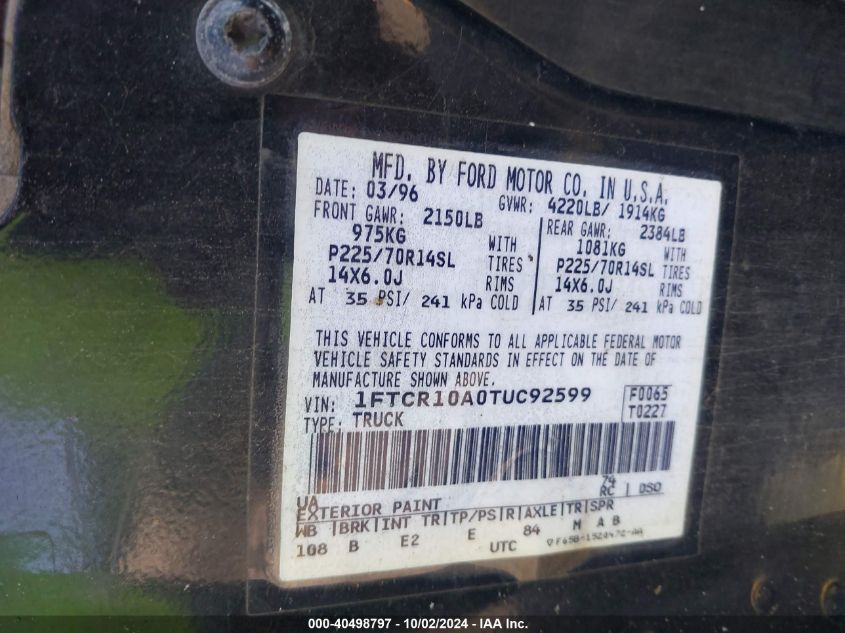 MFD. BY FORD MOTOR CO. IN U.S.A.
DATE: 03/96 GVWR: 4220LB/ 1914KG
FRONT GAWR: 2150LB REAR GAWR: 2384LB
975KG WITH 1081KG WITH
P225/70R14SL TIRES P225/70R14SL TIRES
14X6.0J RIMS 14X6.0J RIMS
AT 35 PSI/ 241 kPa COLD AT 35 PSI/ 241 kPa COLD
THIS VEHICLE CONFORMS TO ALL APPLICABLE FEDERAL MOTOR
VEHICLE SAFETY STANDARDS IN EFFECT ON THE DATE OF
MANUFACTURE SHOWN ABOVE.
VIN: 1FTCR10A0TUC92599 F0065
TYPE: TRUCK T0227
74
UA RC | DSO
EXTERIOR PAINT
WB |BRK|INT TR|TP/PS|R|AXLE|TR|SPR
108 B E2 E 84 M A B
UTC F65B-1520472-AA
000-40498797 - 10/02/2024 - IAA Inc.